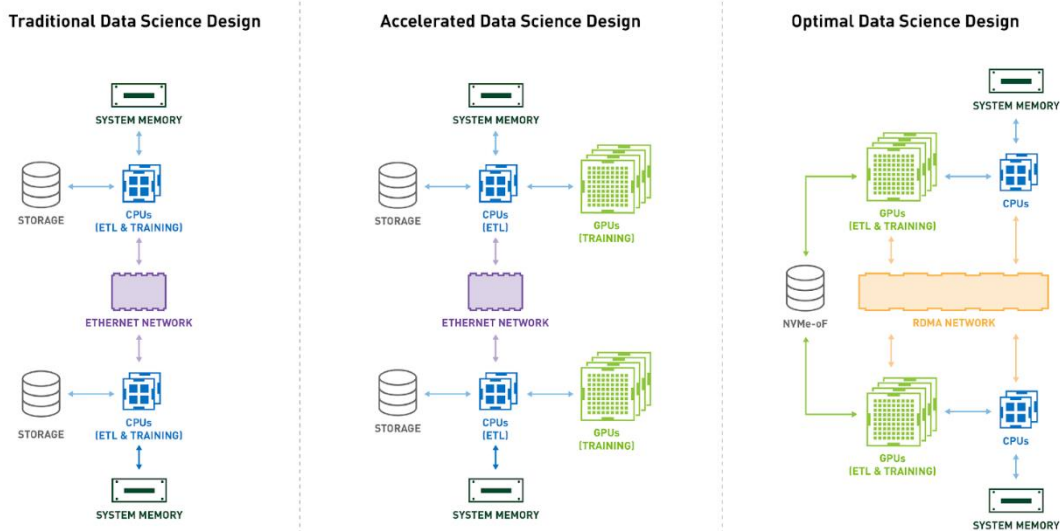 Traditional Data Science Design
SYSTEM MEMORY
STORAGE
CPUs
(ETL & TRAINING)
ETHERNET NETWORK
STORAGE
CPUs
(ETL & TRAINING)
SYSTEM MEMORY
Accelerated Data Science Design
SYSTEM MEMORY
STORAGE
CPUs
(ETL)
GPUs
(TRAINING)
ETHERNET NETWORK
STORAGE
CPUs
(ETL)
GPUs
(TRAINING)
SYSTEM MEMORY
Optimal Data Science Design
SYSTEM MEMORY
GPUs
(ETL & TRAINING)
CPUs
NVMe-oF
RDMA NETWORK
GPUs
(ETL & TRAINING)
CPUs
SYSTEM MEMORY